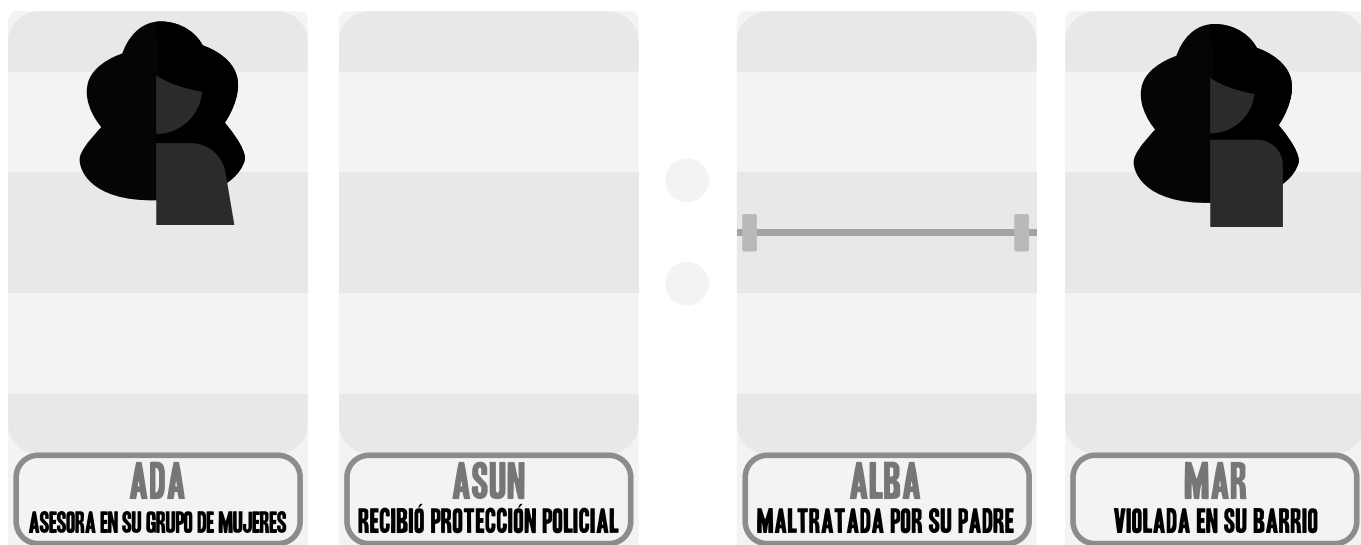 ADA
ASESORA EN SU GRUPO DE MUJERES
ASUN
RECIBIÓ PROTECCIÓN POLICIAL
ALBA
MALTRATADA POR SU PADRE
MAR
VIOLADA EN SU BARRIO